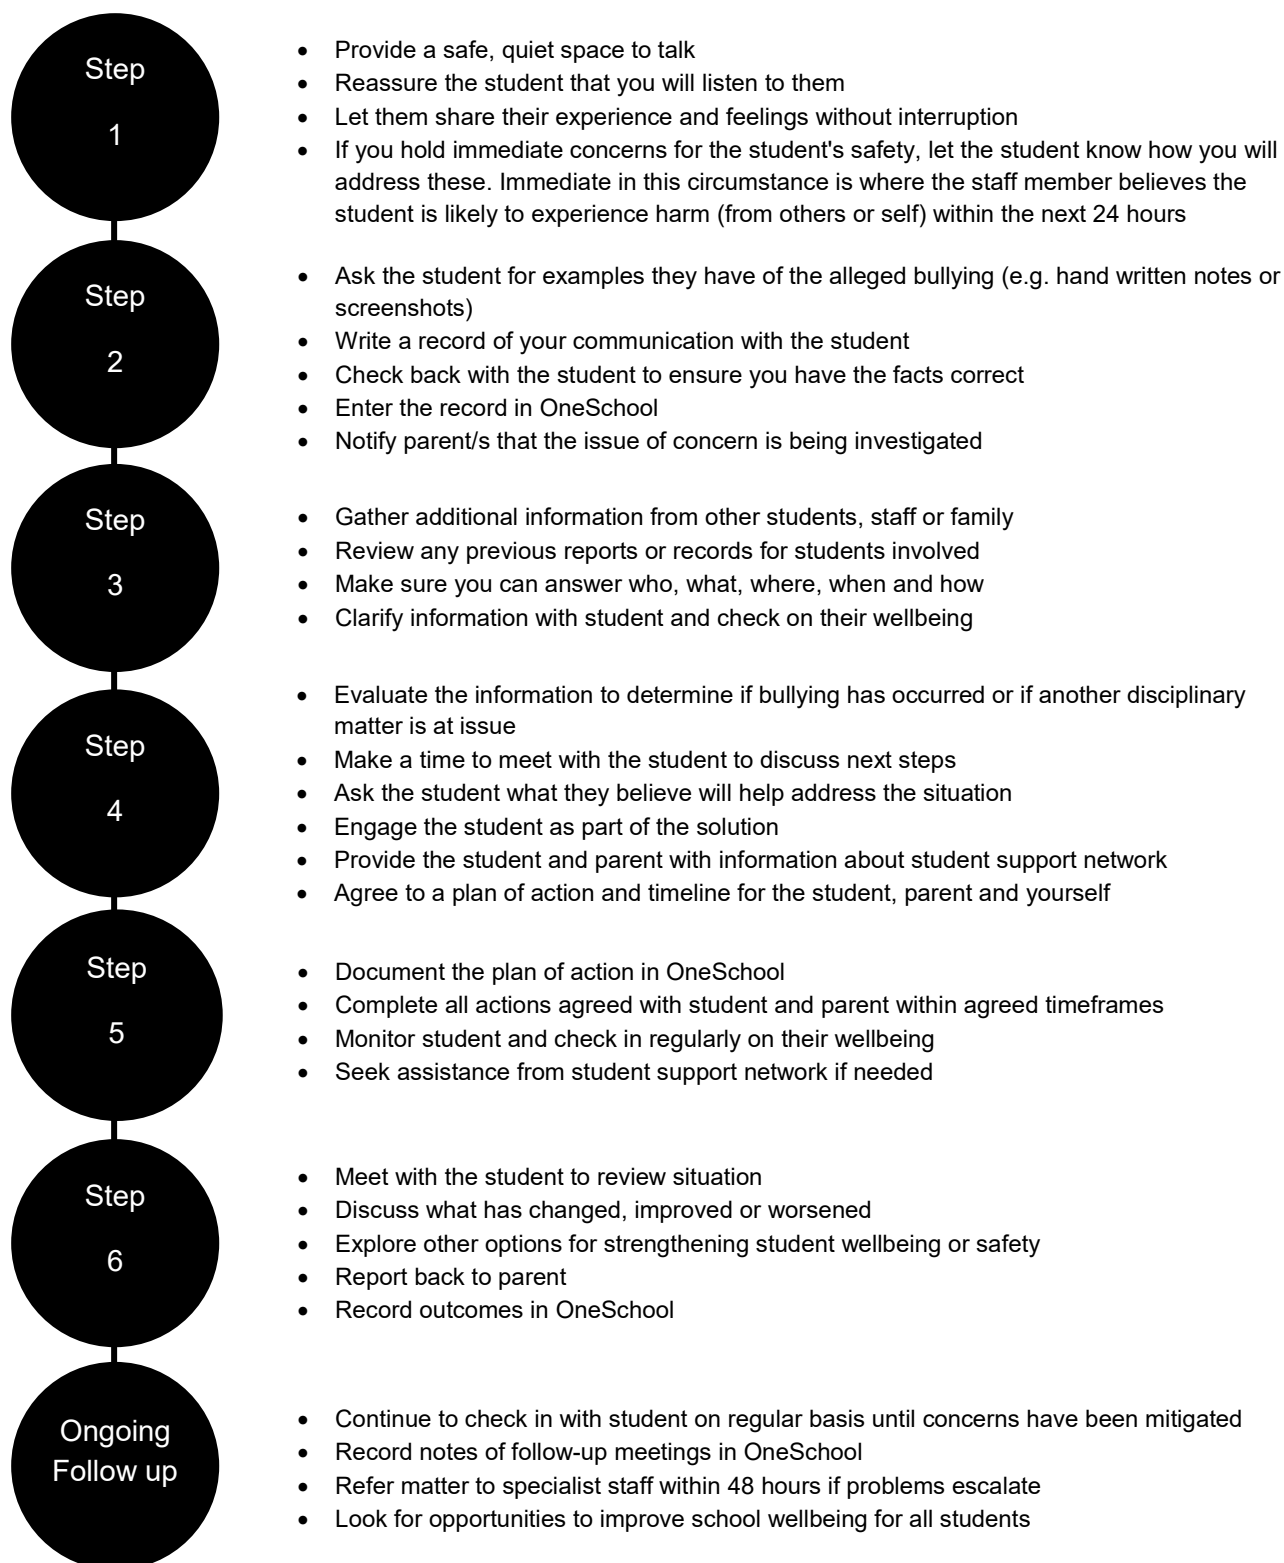 Step
1
• Provide a safe, quiet space to talk
• Reassure the student that you will listen to them
• Let them share their experience and feelings without interruption
• If you hold immediate concerns for the student's safety, let the student know how you will
address these. Immediate in this circumstance is where the staff member believes the
student is likely to experience harm (from others or self) within the next 24 hours
Step
2
• Ask the student for examples they have of the alleged bullying (e.g. hand written notes or
screenshots)
• Write a record of your communication with the student
• Check back with the student to ensure you have the facts correct
• Enter the record in OneSchool
• Notify parent/s that the issue of concern is being investigated
Step
3
• Gather additional information from other students, staff or family
• Review any previous reports or records for students involved
• Make sure you can answer who, what, where, when and how
• Clarify information with student and check on their wellbeing
Step
4
• Evaluate the information to determine if bullying has occurred or if another disciplinary
matter is at issue
• Make a time to meet with the student to discuss next steps
• Ask the student what they believe will help address the situation
• Engage the student as part of the solution
• Provide the student and parent with information about student support network
• Agree to a plan of action and timeline for the student, parent and yourself
Step
5
• Document the plan of action in OneSchool
• Complete all actions agreed with student and parent within agreed timeframes
• Monitor student and check in regularly on their wellbeing
• Seek assistance from student support network if needed
Step
6
• Meet with the student to review situation
• Discuss what has changed, improved or worsened
• Explore other options for strengthening student wellbeing or safety
• Report back to parent
• Record outcomes in OneSchool
Ongoing
Follow up
• Continue to check in with student on regular basis until concerns have been mitigated
• Record notes of follow-up meetings in OneSchool
• Refer matter to specialist staff within 48 hours if problems escalate
• Look for opportunities to improve school wellbeing for all students